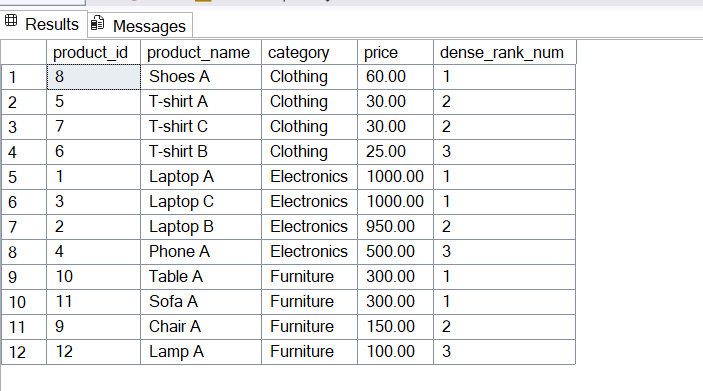 Results Messages
product_id product_name category price dense_rank_num
1 8 Shoes A Clothing 60.00 1
2 5 T-shirt A Clothing 30.00 2
3 7 T-shirt C Clothing 30.00 2
4 6 T-shirt B Clothing 25.00 3
5 1 Laptop A Electronics 1000.00 1
6 3 Laptop C Electronics 1000.00 1
7 2 Laptop B Electronics 950.00 2
8 4 Phone A Electronics 500.00 3
9 10 Table A Furniture 300.00 1
10 11 Sofa A Furniture 300.00 1
11 9 Chair A Furniture 150.00 2
12 12 Lamp A Furniture 100.00 3